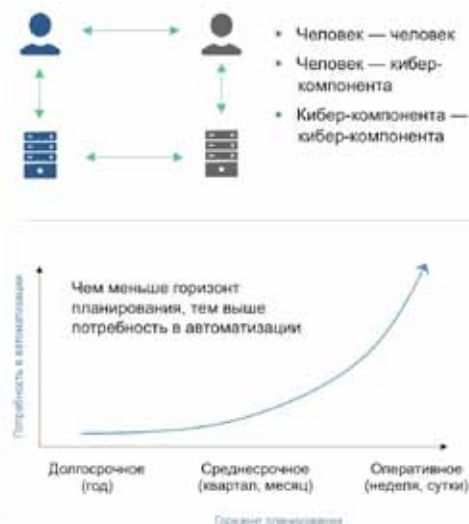 Человек — человек
Человек — кибер-
компонента
Кибер-компонента —
кибер-компонента
Чем меньше горизонт
планирования, тем выше
потребность в автоматизации
Потребность в автоматизации
Долгосрочное
(год)
Среднесрочное
(квартал, месяц)
Оперативное
(неделя, сутки)
Горизонт планирования